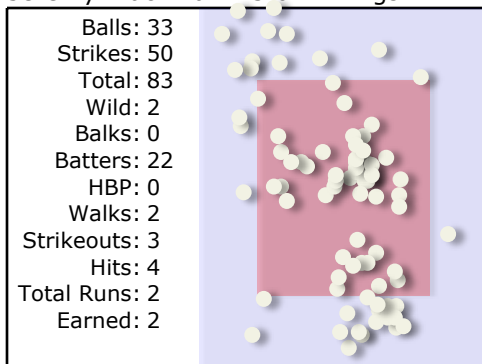 Balls: 33
Strikes: 50
Total: 83
Wild: 2
Balks: 0
Batters: 22
HBP: 0
Walks: 2
Strikeouts: 3
Hits: 4
Total Runs: 2
Earned: 2